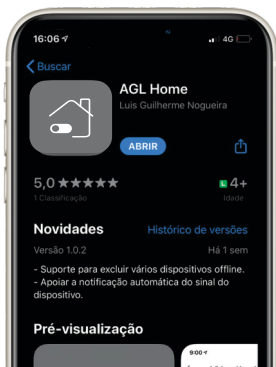 16:06
4G
Buscar
AGL Home
Luis Guilherme Nogueira
ABRIR
5,0 ★★★★★
L 4+
1 Classificação
Idade
Novidades
Histórico de versões
Versão 1.0.2
Há 1 sem
- Suporte para excluir vários dispositivos offline.
- Apoiar a notificação automática do sinal do
dispositivo.
Pré-visualização
9:00